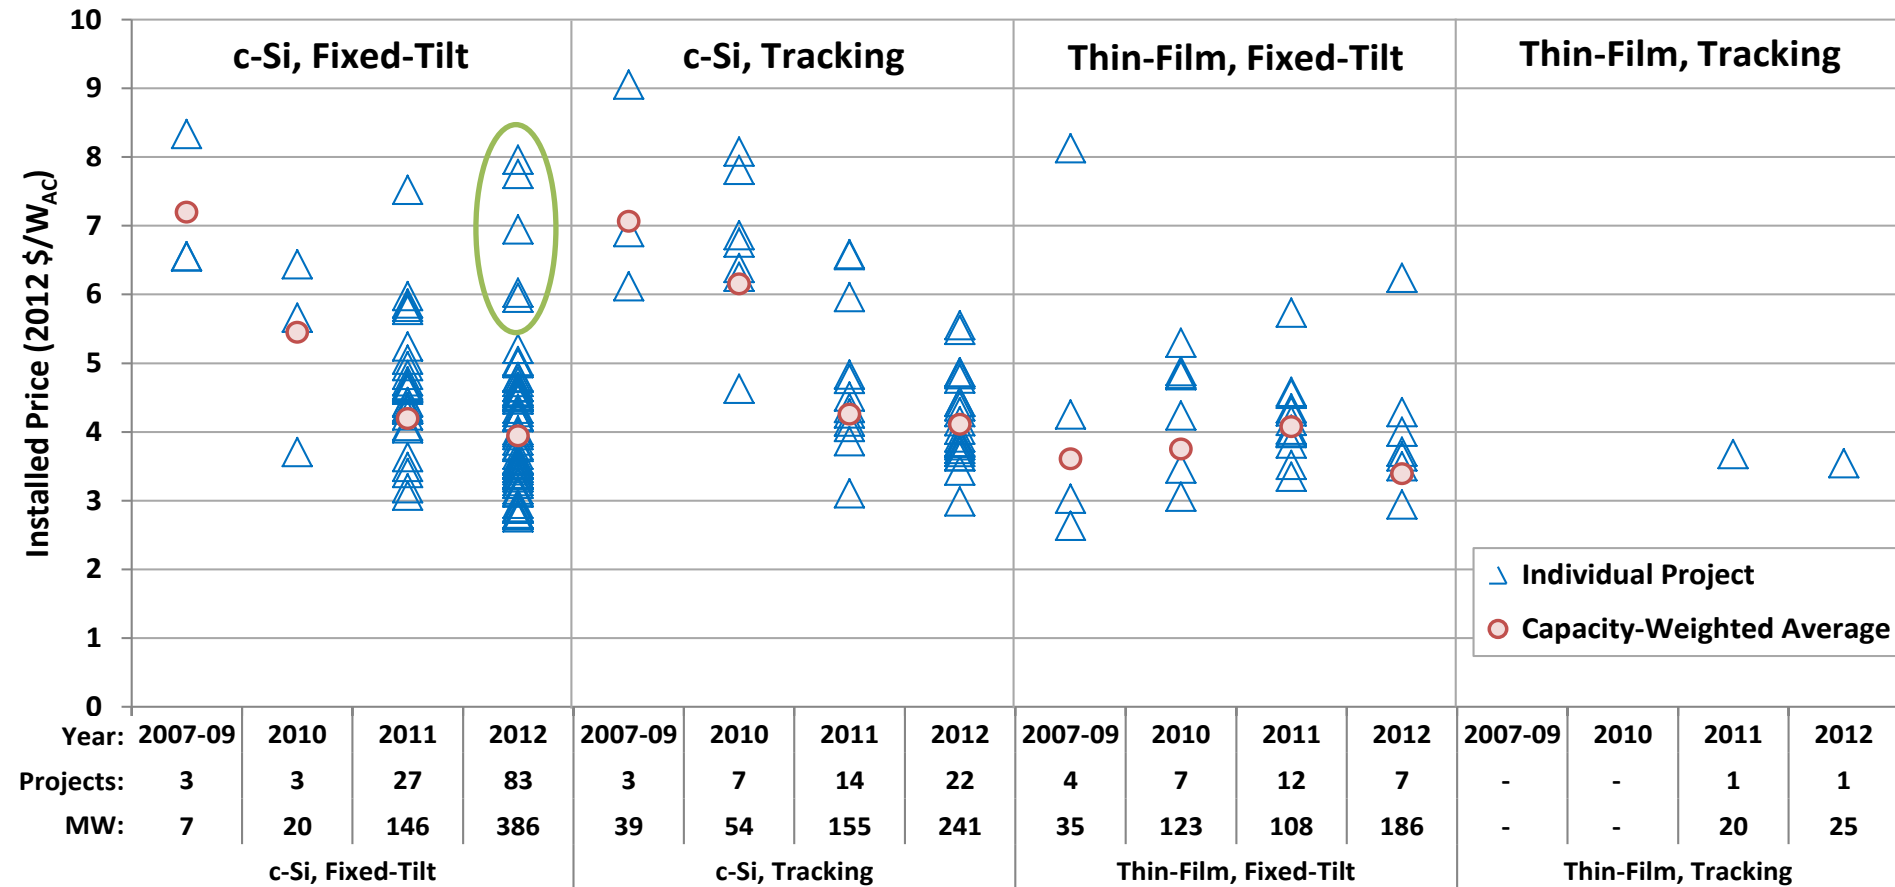 10
9
8
7
6
5
4
3
2
1
0
Installed Price (2012 $/WAC)
c-Si, Fixed-Tilt
c-Si, Tracking
Thin-Film, Fixed-Tilt
Thin-Film, Tracking
Individual Project
Capacity-Weighted Average
Year: 2007-09 2010 2011 2012 2007-09 2010 2011 2012 2007-09 2010 2011 2012 2007-09 2010 2011 2012
Projects: 3 3 27 83 3 7 14 22 4 7 12 7 - - 1 1
MW: 7 20 146 386 39 54 155 241 35 123 108 186 - - 20 25
c-Si, Fixed-Tilt c-Si, Tracking Thin-Film, Fixed-Tilt Thin-Film, Tracking